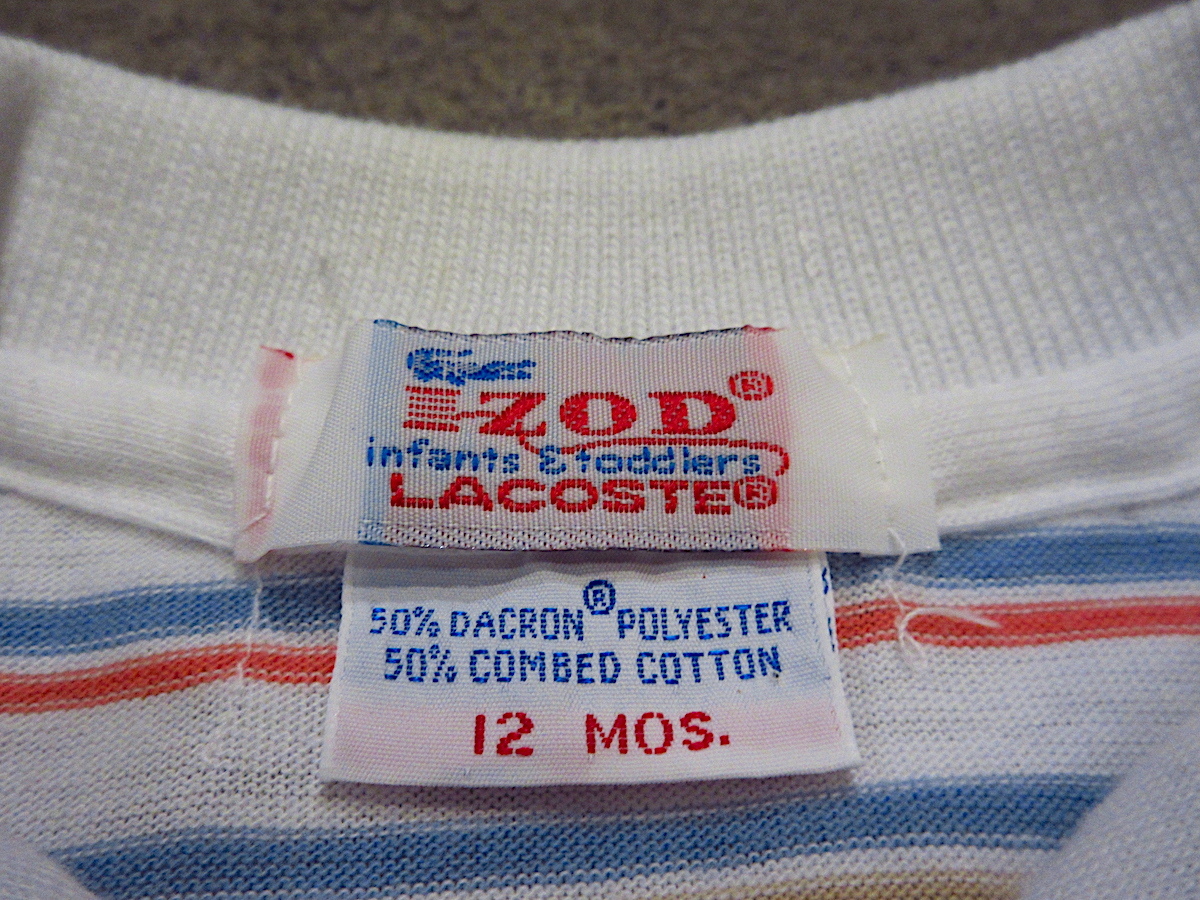 IZOD®
infants & toddlers
LACOSTE®
50% DACRON® POLYESTER
50% COMBED COTTON
12 MOS.